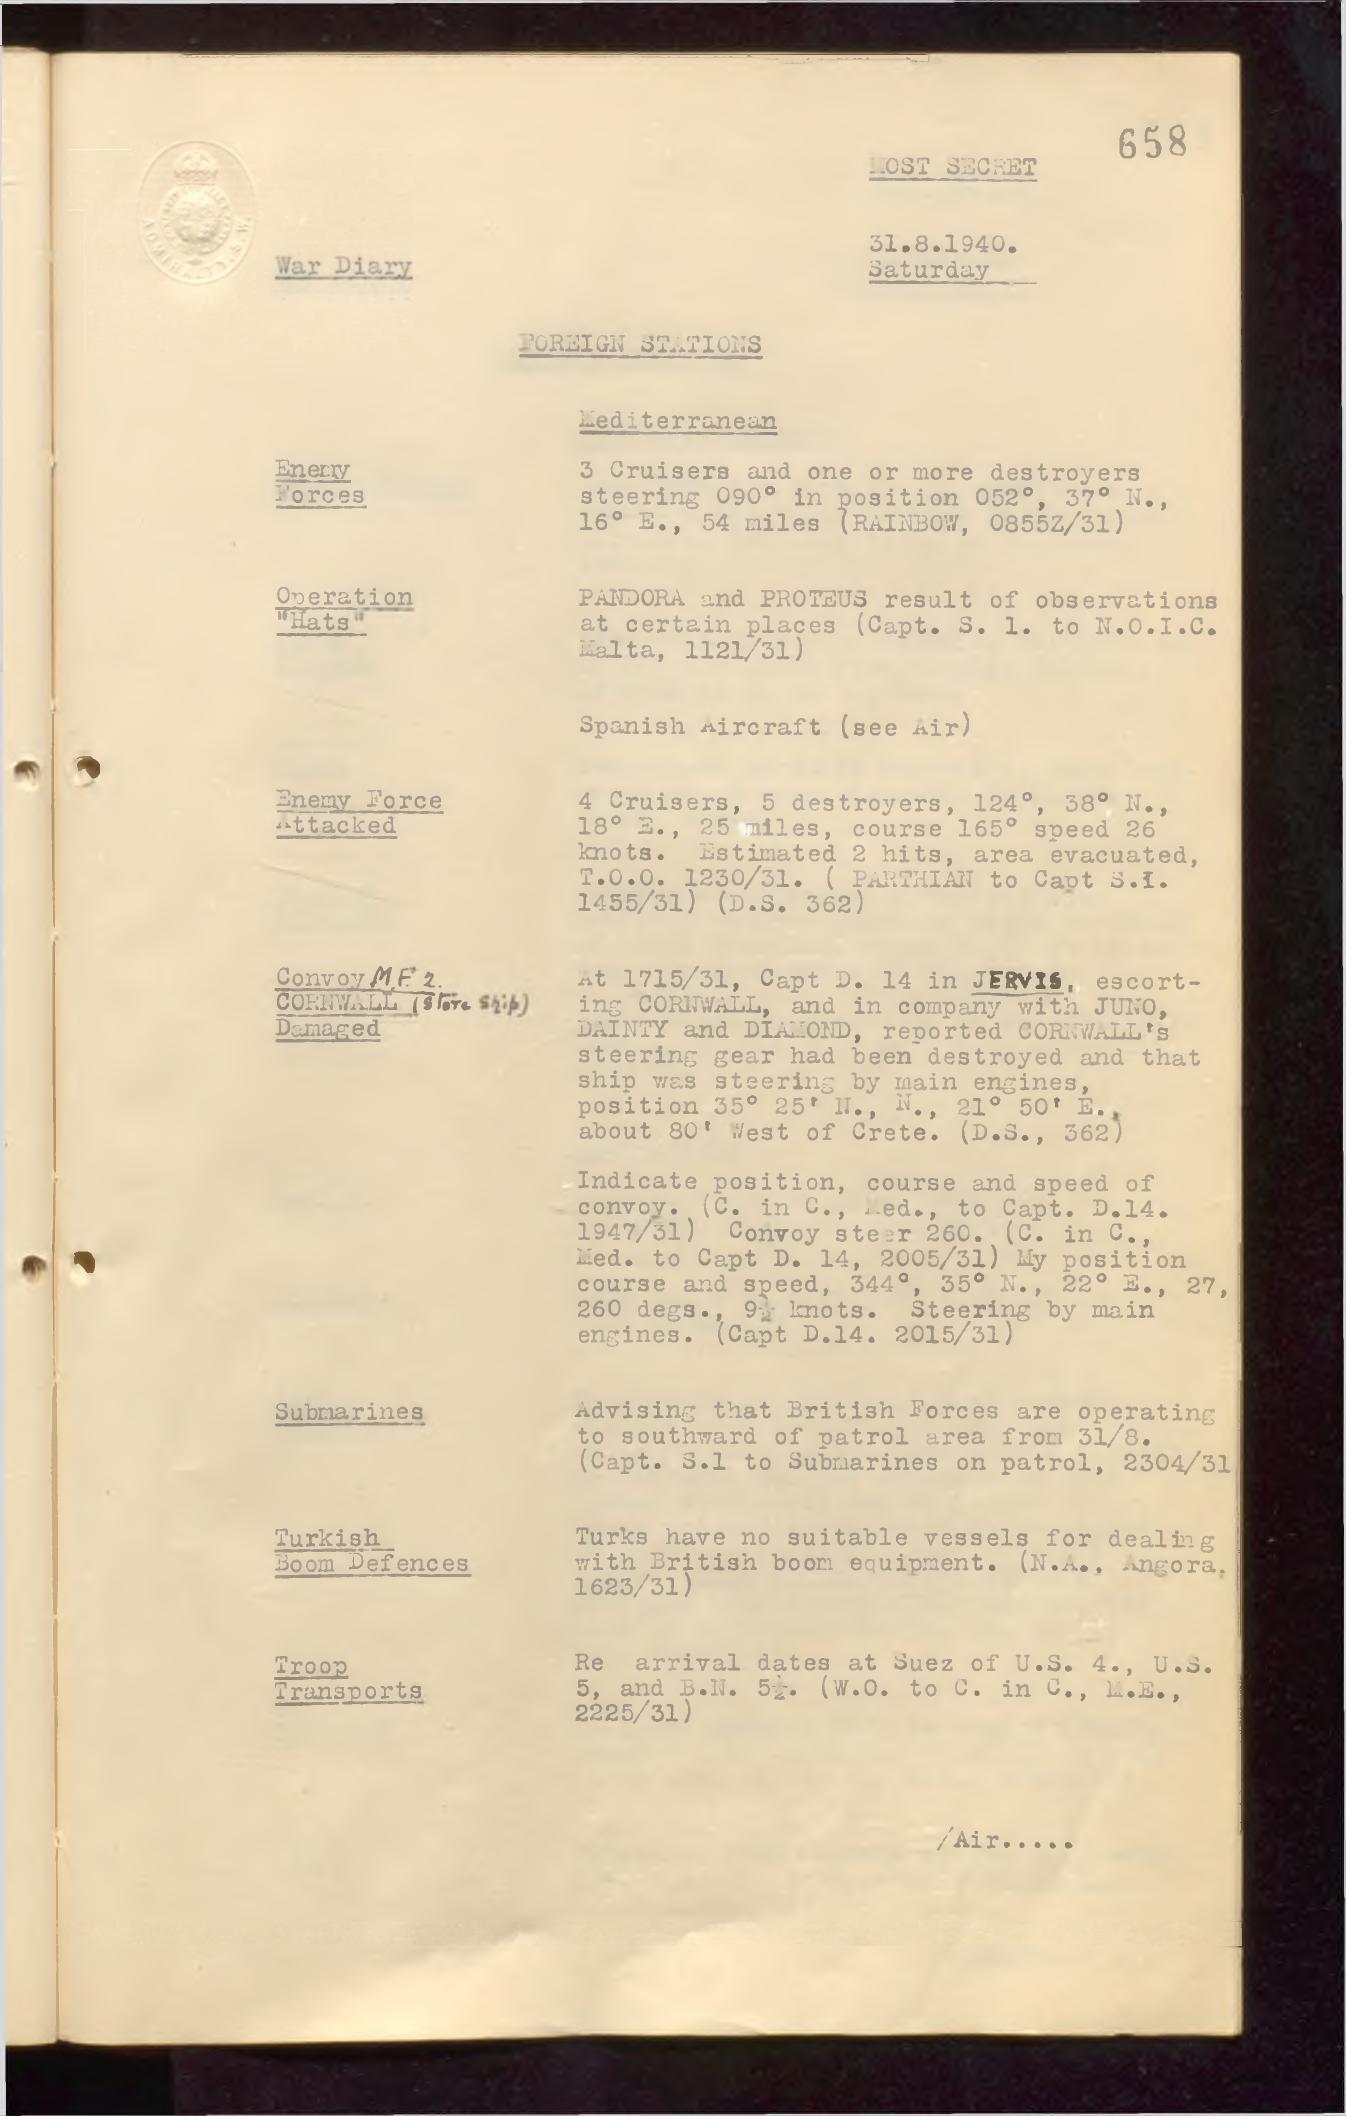 658
MOST SECRET
ADMIRALTY. S.W.
31.8.1940.
War Diary
Saturday
FOREIGN STATIONS
Mediterranean
Enemy
Forces
3 Cruisers and one or more destroyers
steering 090° in position 052°, 37° N.,
16° E., 54 miles (RAINBOW, 0855Z/31)
Operation
"Hats"
PANDORA and PROTEUS result of observations
at certain places (Capt. S. 1. to N.O.I.C.
Malta, 1121/31)
Spanish Aircraft (see Air)
Enemy Force
Attacked
4 Cruisers, 5 destroyers, 124°, 38° N.,
18° E., 25 miles, course 165° speed 26
knots. Estimated 2 hits, area evacuated,
T.O.O. 1230/31. ( PARTHIAN to Capt S.I.
1455/31) (D.S. 362)
Convoy M.F. 2.
CORNWALL (Store Ship)
Damaged
At 1715/31, Capt D. 14 in JERVIS, escort-
ing CORNWALL, and in company with JUNO,
DAINTY and DIAMOND, reported CORNWALL's
steering gear had been destroyed and that
ship was steering by main engines,
position 35° 25' N., N., 21° 50' E.,
about 80' West of Crete. (D.S., 362)
Indicate position, course and speed of
convoy. (C. in C., Med., to Capt. D.14.
1947/31) Convoy steer 260. (C. in C.,
Med. to Capt D. 14, 2005/31) My position
course and speed, 344°, 35° N., 22° E., 27,
260 degs., 9½ knots. Steering by main
engines. (Capt D.14. 2015/31)
Submarines
Advising that British Forces are operating
to southward of patrol area from 31/8.
(Capt. S.1 to Submarines on patrol, 2304/31
Turkish
Boom Defences
Turks have no suitable vessels for dealing
with British boom equipment. (N.A., Angora,
1623/31)
Troop
Transports
Re arrival dates at Suez of U.S. 4., U.S.
5, and B.N. 5½. (W.O. to C. in C., M.E.,
2225/31)
/Air.....